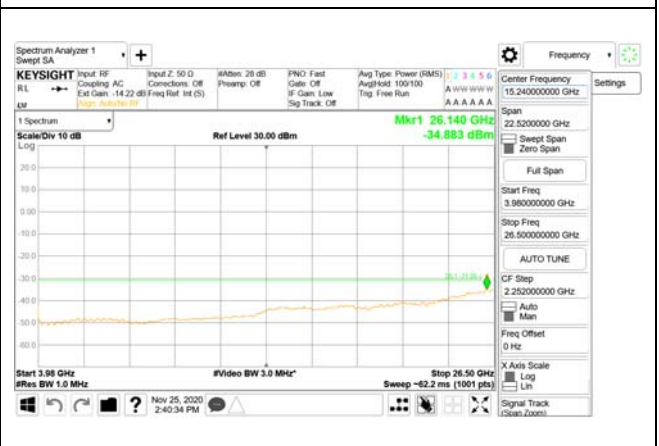 Spectrum Analyzer 1
Swept SA
Frequency
KEYSIGHT
RL
Input: RF
Coupling: AC
Ext Gain: -14.22 dB
Align: Auto/No RF
Input Z: 50 Ω
Corrections: Off
Freq Ref: Int (S)
#Atten: 28 dB
Preamp: Off
PNO: Fast
Gate: Off
IF Gain: Low
Sig Track: Off
Avg Type: Power (RMS)
Avg|Hold: 100/100
Trig: Free Run
1 2 3 4 5 6
A W W W W W
A A A A A A
Center Frequency
15.240000000 GHz
Settings
1 Spectrum
Scale/Div 10 dB
Log
Ref Level 30.00 dBm
Mkr1 26.140 GHz
-34.883 dBm
Span
22.5200000 GHz
Swept Span
Zero Span
Full Span
Start Freq
3.980000000 GHz
Stop Freq
26.500000000 GHz
AUTO TUNE
CF Step
2.252000000 GHz
Auto
Man
Freq Offset
0 Hz
X Axis Scale
Log
Lin
Signal Track
(Span Zoom)
20.0
10.0
0.00
-10.0
-20.0
-30.0
-40.0
-50.0
-60.0
Start 3.98 GHz
#Res BW 1.0 MHz
#Video BW 3.0 MHz*
Stop 26.50 GHz
Sweep ~62.2 ms (1001 pts)
Nov 25, 2020
2:40:34 PM